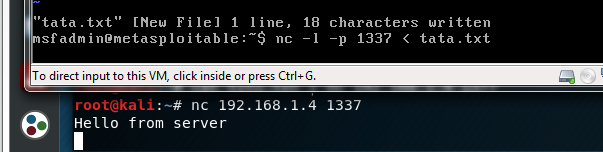 ~
"tata.txt" [New File] 1 line, 18 characters written
msfadmin@metasploitable:~$ nc -l -p 1337 < tata.txt
To direct input to this VM, click inside or press Ctrl+G.
root@kali:~# nc 192.168.1.4 1337
Hello from server